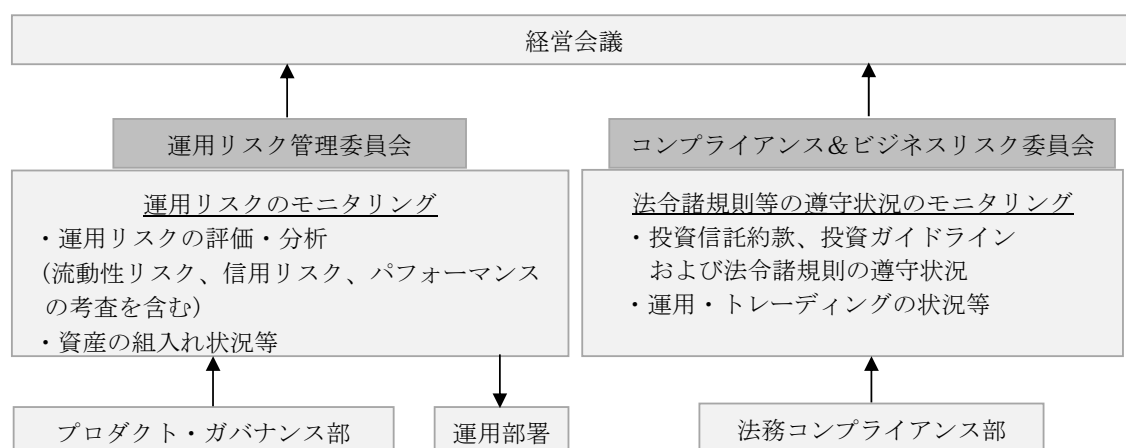 経営会議
運用リスク管理委員会
運用リスクのモニタリング
・運用リスクの評価・分析
(流動性リスク、信用リスク、パフォーマンス
の考査を含む)
・資産の組入れ状況等
プロダクト・ガバナンス部
運用部署
コンプライアンス&ビジネスリスク委員会
法令諸規則等の遵守状況のモニタリング
・投資信託約款、投資ガイドライン
および法令諸規則の遵守状況
・運用・トレーディングの状況等
法務コンプライアンス部